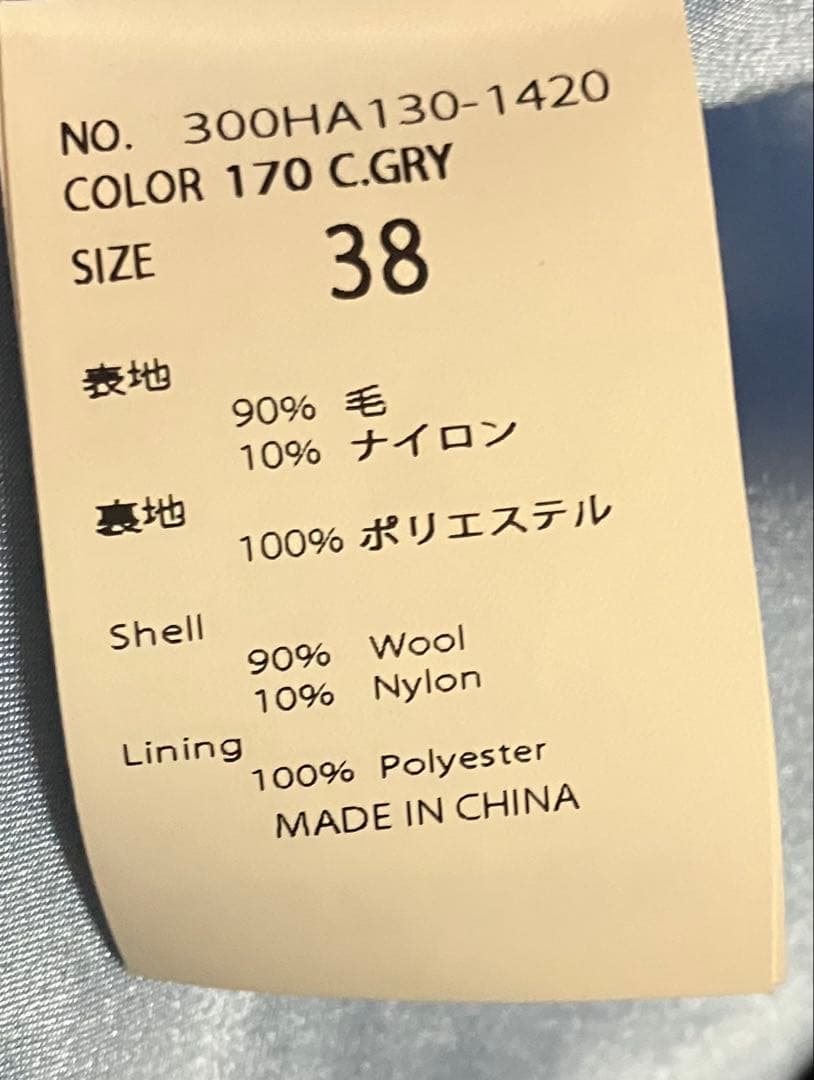 NO. 300HA130-1420
COLOR 170 C.GRY
SIZE 38
表地
90% 毛
10% ナイロン
裏地
100% ポリエステル
Shell
90% Wool
10% Nylon
Lining
100% Polyester
MADE IN CHINA